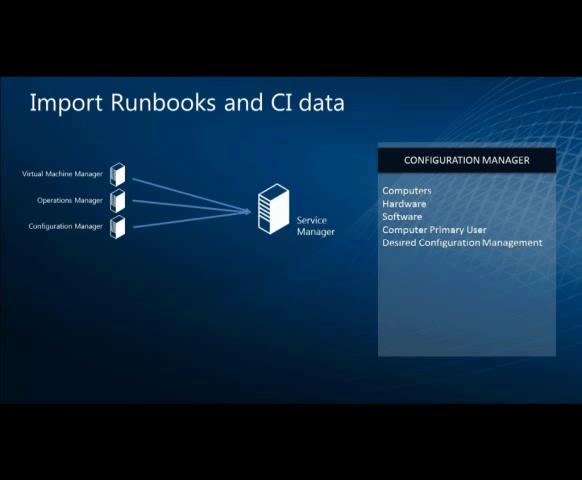 Import Runbooks and CI data
Virtual Machine Manager
Operations Manager
Configuration Manager
Service
Manager
CONFIGURATION MANAGER
Computers
Hardware
Software
Computer Primary User
Desired Configuration Management